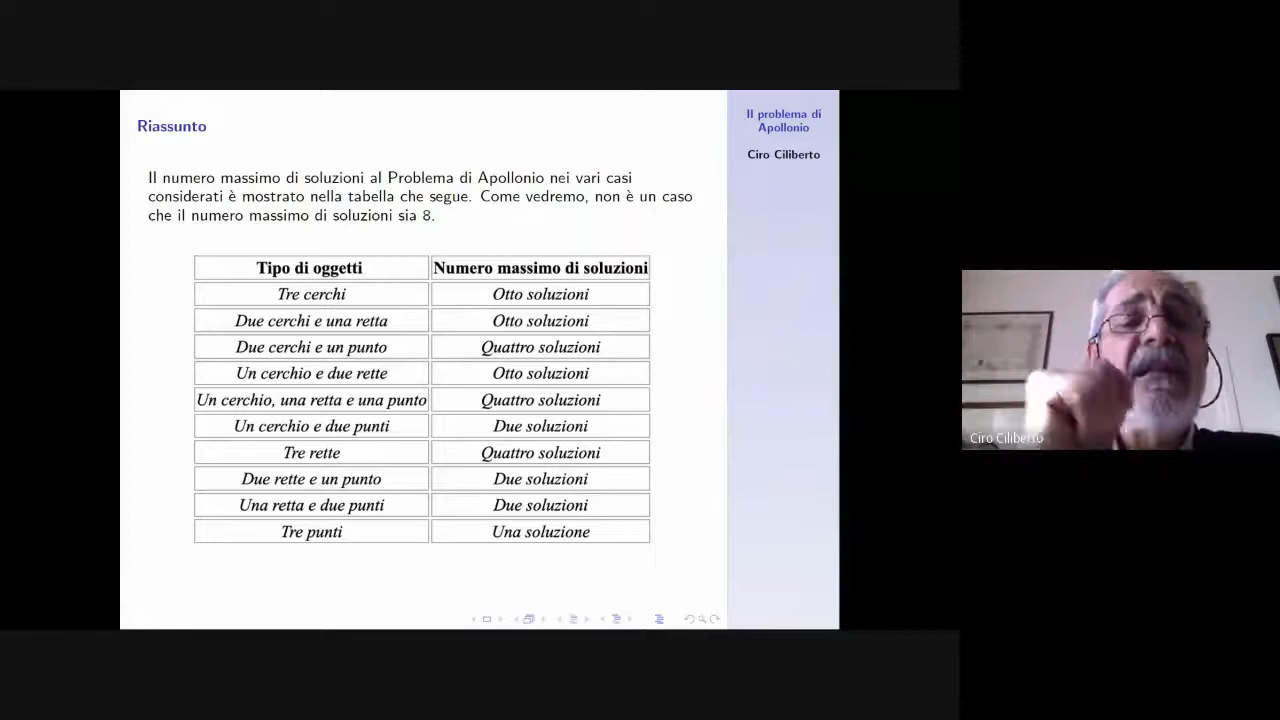 Riassunto
Il problema di
Apollonio
Ciro Ciliberto
Il numero massimo di soluzioni al Problema di Apollonio nei vari casi
considerati è mostrato nella tabella che segue. Come vedremo, non è un caso
che il numero massimo di soluzioni sia 8.
Tipo di oggetti Numero massimo di soluzioni
Tre cerchi Otto soluzioni
Due cerchi e una retta Otto soluzioni
Due cerchi e un punto Quattro soluzioni
Un cerchio e due rette Otto soluzioni
Un cerchio, una retta e una punto Quattro soluzioni
Un cerchio e due punti Due soluzioni
Tre rette Quattro soluzioni
Due rette e un punto Due soluzioni
Una retta e due punti Due soluzioni
Tre punti Una soluzione
Ciro Ciliberto